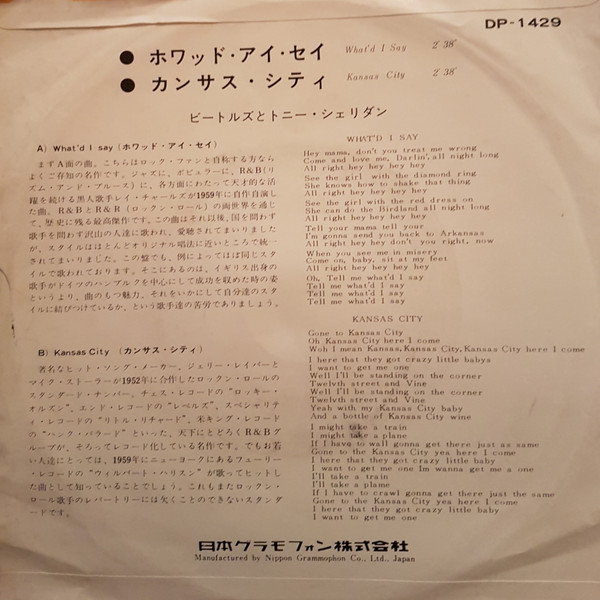 DP-1429
● ホワッド・アイ・セイ What'd I Say 2′38″
● カンサス・シティ Kansas City 2′38″
ビートルズとトニー・シェリダン
A) What'd I say (ホワッド・アイ・セイ)
まずA面の曲。こちらはロック・ファンと自称する方なら
よくご存知の名作です。ジャズに、ポピュラーに、R&B(リ
ズム・アンド・ブルース)に、各方面にわたって天才的な活
躍を続ける黒人歌手レイ・チャールズが1959年に自作自演し
た曲。R&BとR&R(ロックン・ロール)の両世界を通じ
て、歴史に残る最高傑作です。この曲はそれ以後、国を問わず
歌手を問わず沢山の人達に歌われ、愛聴されてまいりました
が、スタイルはほとんどオリジナル唱法に近いところで統一
されてまいりました。この盤でも、例によってほぼ同じスタ
イルで歌われております。そこにあるのは、イギリス出身の
歌手がドイツのハンブルクを中心にして成功を収めた時の姿
というより、曲のもつ魅力、それをいかにして自分達のスタ
イルに結びつけているか、という歌手達の苦労でありましょう。
B) Kansas City (カンサス・シティ)
著名なヒット・ソング・メーカー、ジェリー・レイバーと
マイク・ストーラーが1952年に合作したロックン・ロールの
スタンダード・ナンバー。チェス・レコードの“ロッキー・
オルズン”、エンド・レコードの“レベルズ”、スペシャリテ
ィ・レコードの“リトル・リチャード”、米キング・レコード
の“ハンク・バラード”といった、天下にとどろくR&Bグ
ループが、そろってレコード化している名作です。でもお若
い人達にとっては、1959年にニューヨークにあるフューリー
・レコードの“ウィルバート・ハリスン”が歌ってヒットし
た曲として知っていることでしょう。これもまたロックン・
ロール歌手のレパートリーには欠くことのできないスタンダ
ードです。
WHAT'D I SAY
Hey mama, don't you treat me wrong
Come and love me, Darlin', all night long
All right hey hey hey hey
See the girl with the diamond ring
She knows how to shake that thing
All right hey hey hey hey
See the girl with the red dress on
She can do the Birdland all night long
All right hey hey hey hey
Tell your mama tell your
I'm gonna send you back to Arkansas
All right hey hey don't you right, now
When you see me in misery
Come on, baby, sit at my feet
All right hey hey hey hey
Oh, Tell me what'd I say
Tell me what'd I say
Tell me what'd I say
Tell me what'd I say
KANSAS CITY
Gone to Kansas City
Oh Kansas City here I come
Woh I mean Kansas, Kansas City, Kansas City here I come
I here that they got crazy little babys
I want to get me one
Well I'll be standing on the corner
Twelvth street and Vine
Well I'll be standing on the corner
Twelvth street and Vine
Yeah with my Kansas City baby
And a bottle of Kansas City wine
I might take a train
I might take a plane
If I have to wall gonna get there just as same
Gone to the Kansas City yes here I come
I here that they got crazy little baby
I want to get me one Im wanna get me a one
I'll take a train
I'll take a plame
If I have to crawl gonna get there just the same
Gone to the Kansas City yea here I come
I here that they got crazy little baby
I want to get me one
日本グラモフォン株式会社
Manufactured by Nippon Grammophon Co., Ltd., Japan